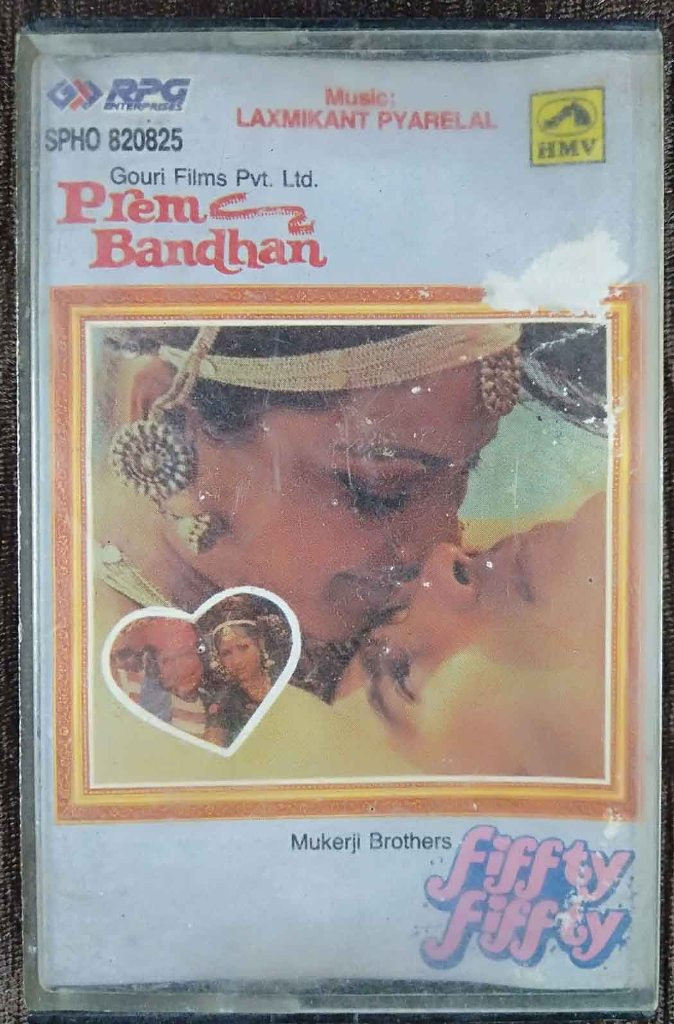 RPG
ENTERPRISES
SPHO 820825
Music:
LAXMIKANT PYARELAL
HMV
Gouri Films Pvt. Ltd.
Prem
Bandhan
Mukerji Brothers
fiffty
fiffty